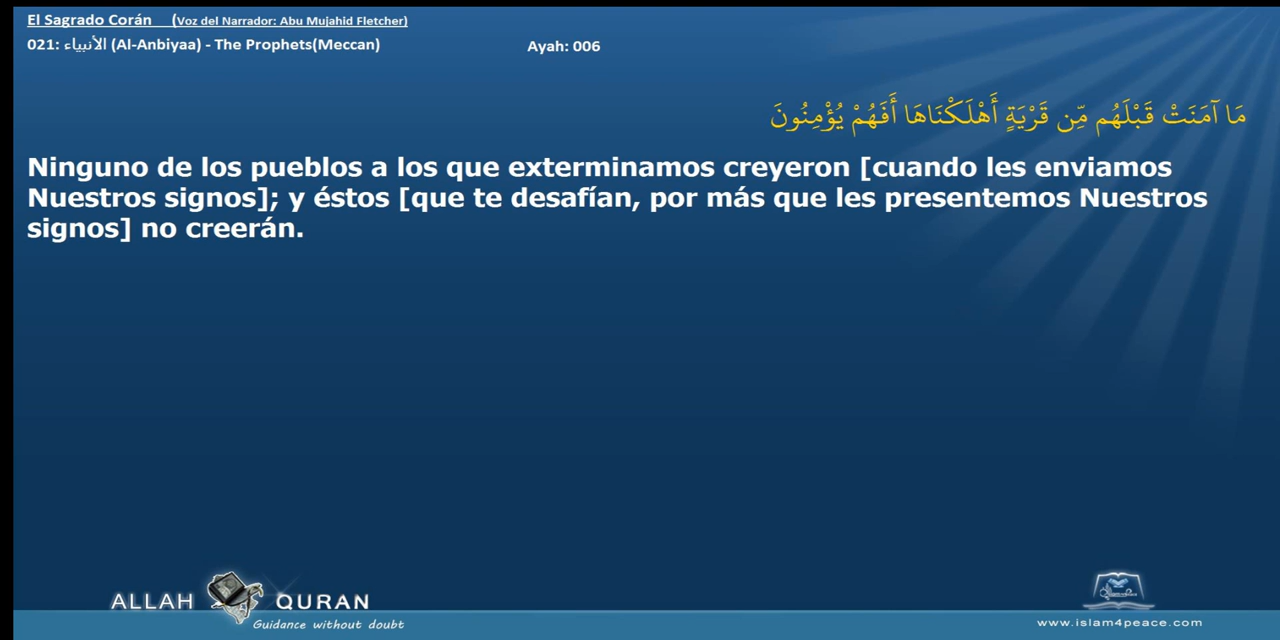 El Sagrado Corán (Voz del Narrador: Abu Mujahid Fletcher)
021: الأنبياء (Al-Anbiyaa) - The Prophets(Meccan) Ayah: 006
مَا آمَنَتْ قَبْلَهُم مِّن قَرْيَةٍ أَهْلَكْنَاهَا أَفَهُمْ يُؤْمِنُونَ
Ninguno de los pueblos a los que exterminamos creyeron [cuando les enviamos
Nuestros signos]; y éstos [que te desafían, por más que les presentemos Nuestros
signos] no creerán.
ALLAH QURAN
Guidance without doubt
www.islam4peace.com